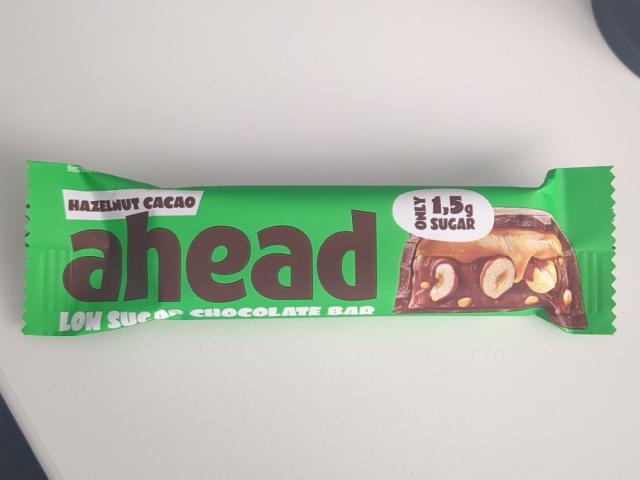 HAZELNUT CACAO
ahead
LOW SUGAR CHOCOLATE BAR
ONLY
1,5g
SUGAR